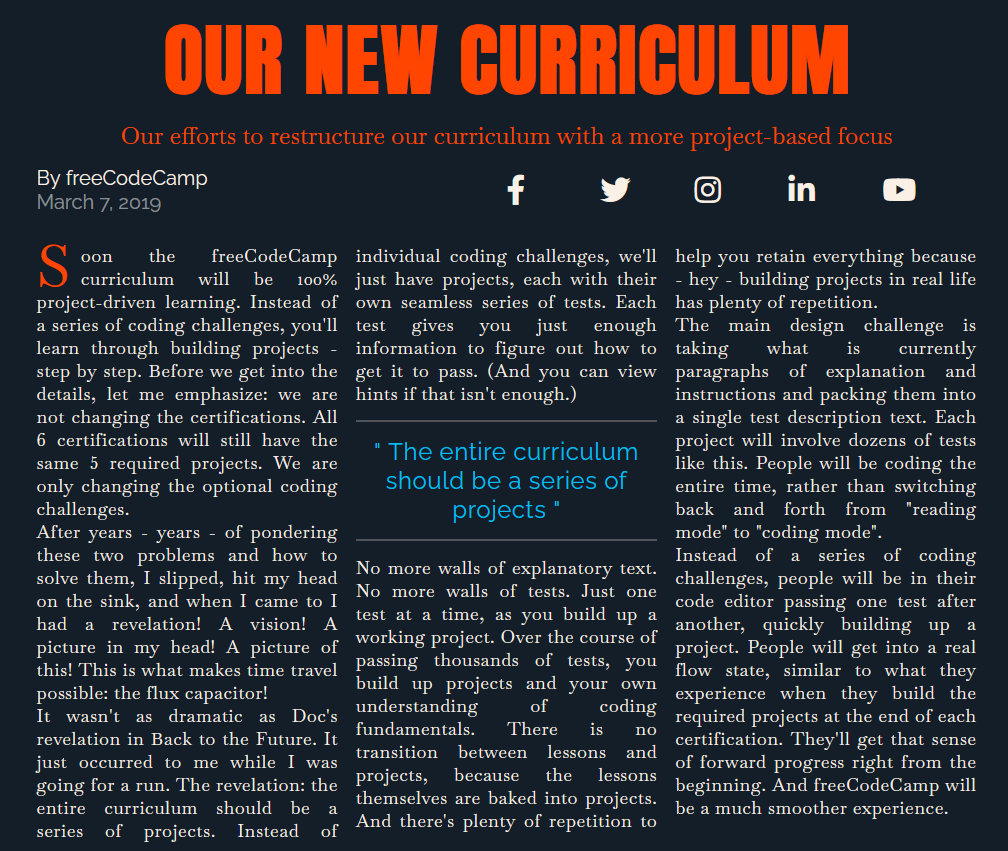 OUR NEW CURRICULUM
Our efforts to restructure our curriculum with a more project-based focus
By freeCodeCamp
March 7, 2019
Soon the freeCodeCamp
curriculum will be 100%
project-driven learning. Instead of
a series of coding challenges, you'll
learn through building projects -
step by step. Before we get into the
details, let me emphasize: we are
not changing the certifications. All
6 certifications will still have the
same 5 required projects. We are
only changing the optional coding
challenges.
After years - years - of pondering
these two problems and how to
solve them, I slipped, hit my head
on the sink, and when I came to I
had a revelation! A vision! A
picture in my head! A picture of
this! This is what makes time travel
possible: the flux capacitor!
It wasn't as dramatic as Doc's
revelation in Back to the Future. It
just occurred to me while I was
going for a run. The revelation: the
entire curriculum should be a
series of projects. Instead of
individual coding challenges, we'll
just have projects, each with their
own seamless series of tests. Each
test gives you just enough
information to figure out how to
get it to pass. (And you can view
hints if that isn't enough.)
" The entire curriculum
should be a series of
projects "
No more walls of explanatory text.
No more walls of tests. Just one
test at a time, as you build up a
working project. Over the course of
passing thousands of tests, you
build up projects and your own
understanding of coding
fundamentals. There is no
transition between lessons and
projects, because the lessons
themselves are baked into projects.
And there's plenty of repetition to
help you retain everything because
- hey - building projects in real life
has plenty of repetition.
The main design challenge is
taking what is currently
paragraphs of explanation and
instructions and packing them into
a single test description text. Each
project will involve dozens of tests
like this. People will be coding the
entire time, rather than switching
back and forth from "reading
mode" to "coding mode".
Instead of a series of coding
challenges, people will be in their
code editor passing one test after
another, quickly building up a
project. People will get into a real
flow state, similar to what they
experience when they build the
required projects at the end of each
certification. They'll get that sense
of forward progress right from the
beginning. And freeCodeCamp will
be a much smoother experience.